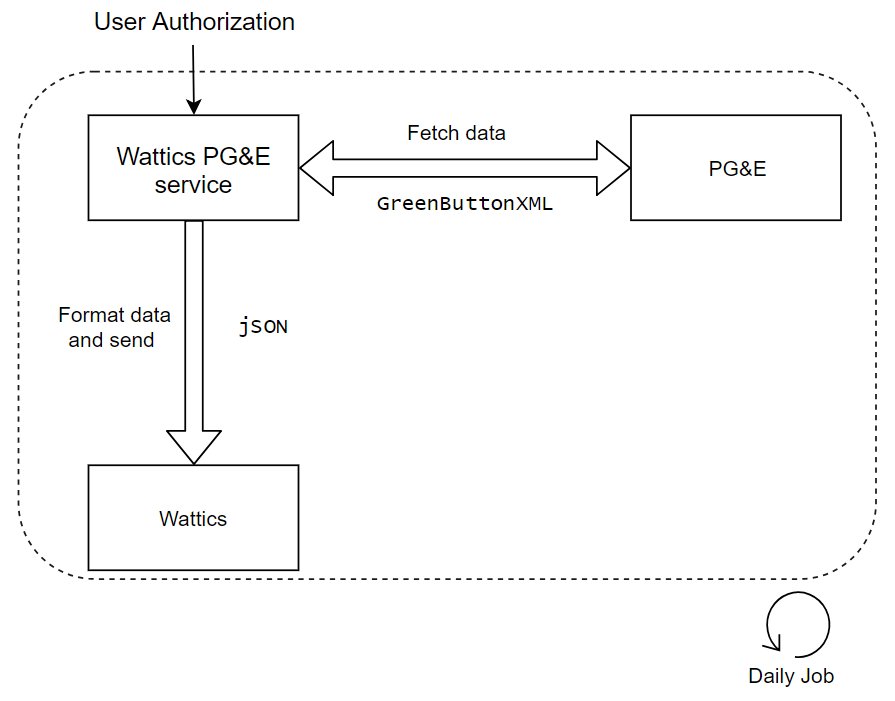 User Authorization
Wattics PG&E
service
Fetch data
GreenButtonXML
PG&E
Format data
and send
jSON
Wattics
Daily Job